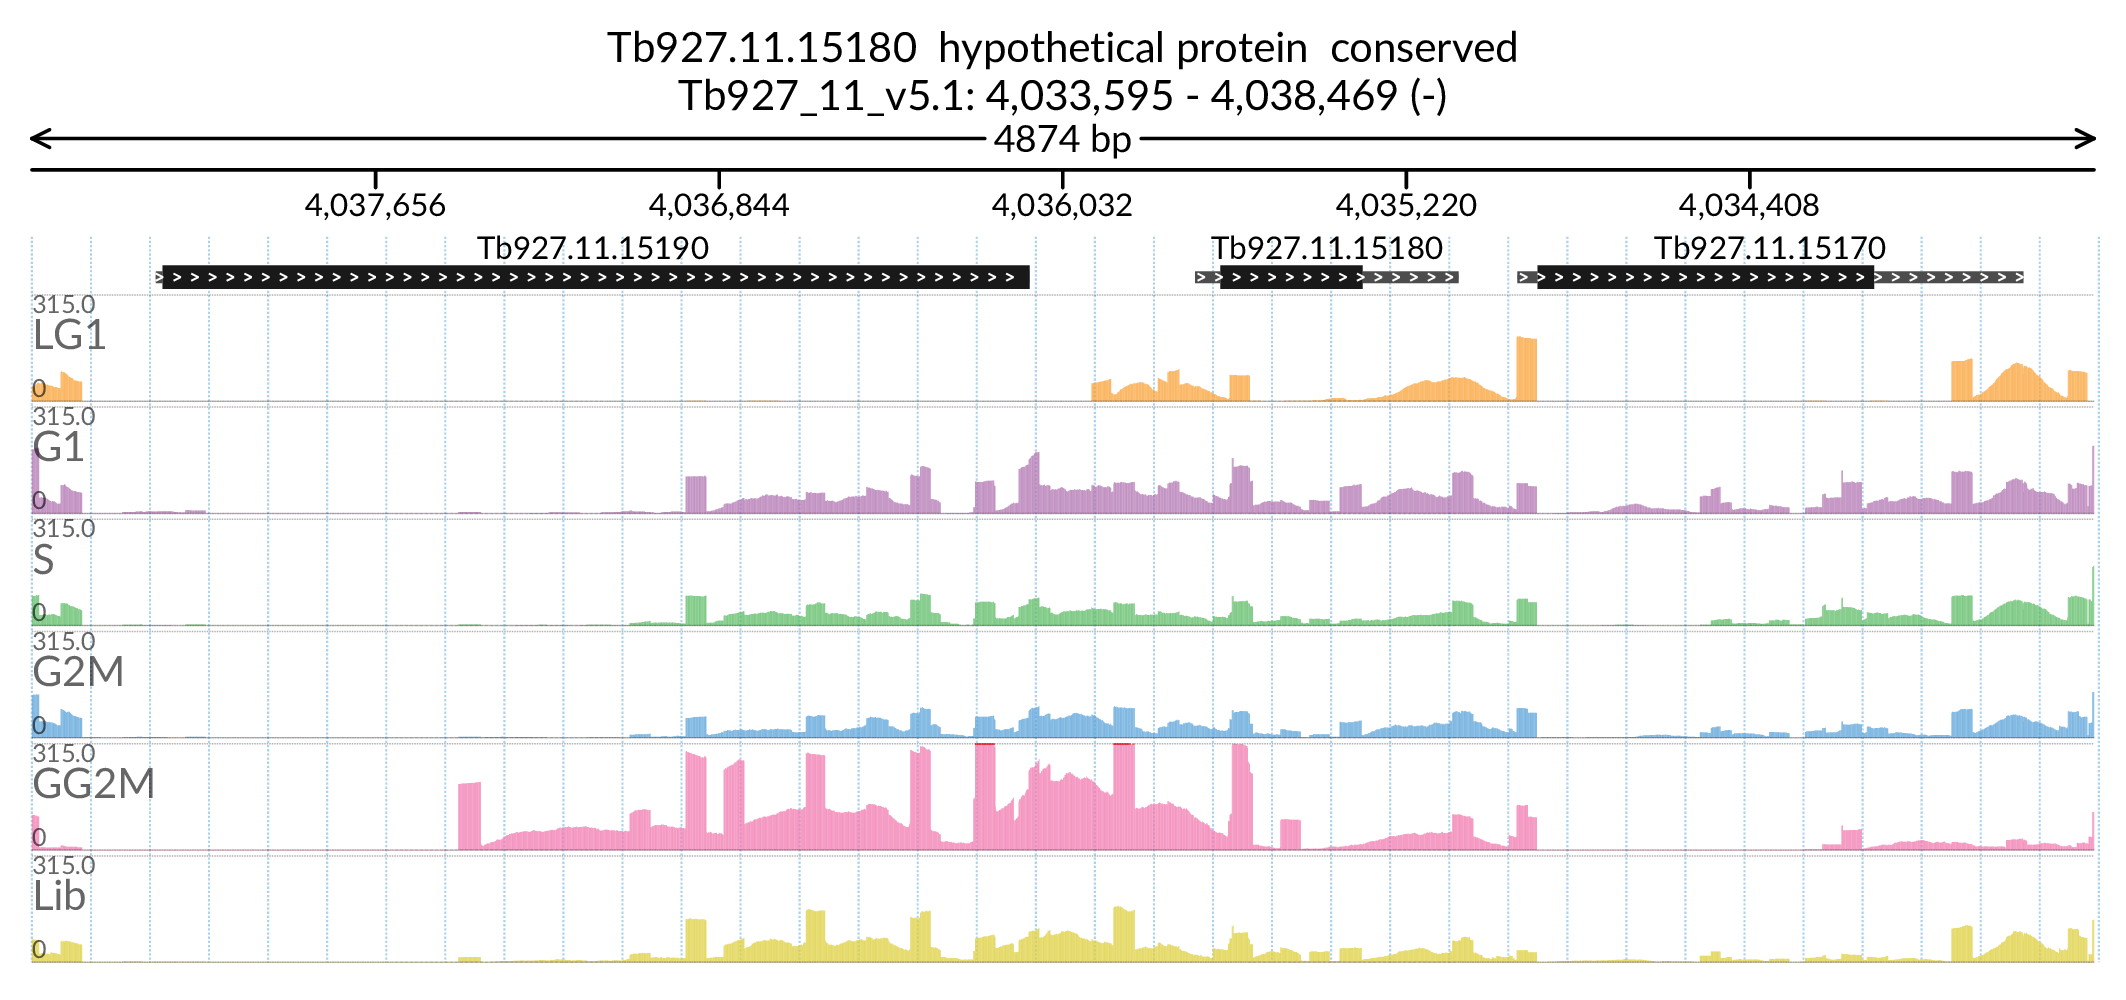 Tb927.11.15180 hypothetical protein conserved
Tb927_11_v5.1: 4,033,595 - 4,038,469 (-)
4874 bp
4,037,656 4,036,844 4,036,032 4,035,220 4,034,408
Tb927.11.15190 Tb927.11.15180 Tb927.11.15170
315.0
LG1
0
315.0
G1
0
315.0
S
0
315.0
G2M
0
315.0
GG2M
0
315.0
Lib
0